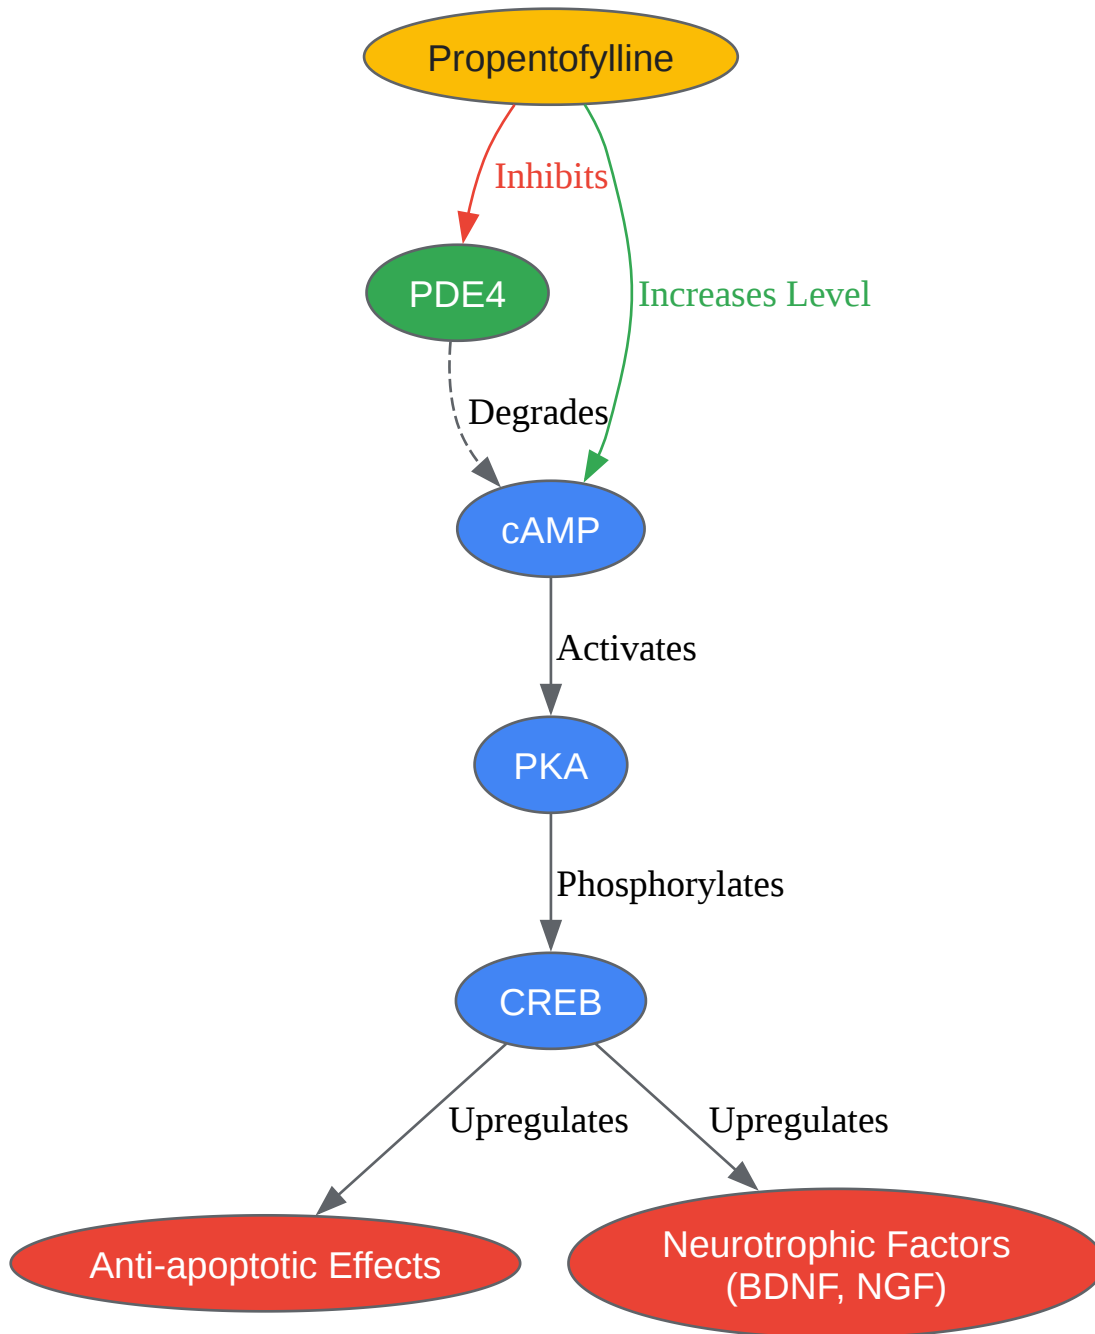 Propentofylline
Inhibits
PDE4
Increases Level
Degrades
cAMP
Activates
PKA
Phosphorylates
CREB
Upregulates
Upregulates
Anti-apoptotic Effects
Neurotrophic Factors
(BDNF, NGF)